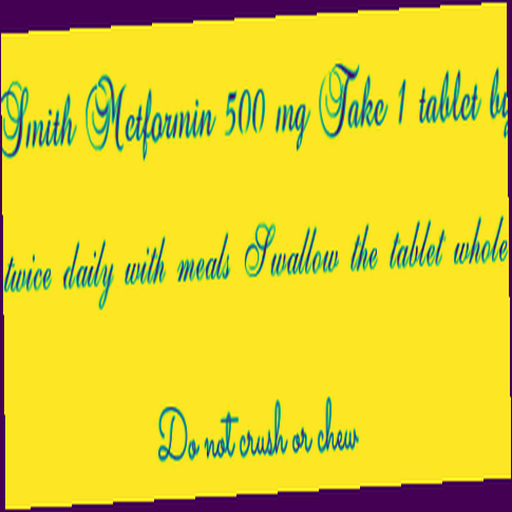 Smith Metformin 500 mg Take 1 tablet by
twice daily with meals Swallow the tablet whole
Do not crush or chew